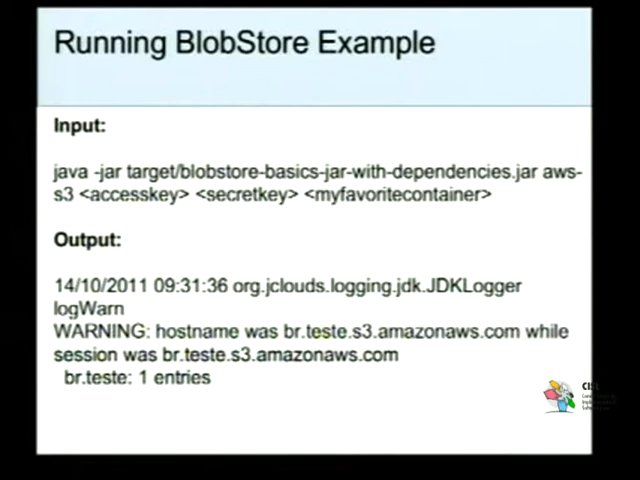 Running BlobStore Example
Input:
java -jar target/blobstore-basics-jar-with-dependencies.jar aws-
s3 <accesskey> <secretkey> <myfavoritecontainer>
Output:
14/10/2011 09:31:36 org.jclouds.logging.jdk.JDKLogger
logWarn
WARNING: hostname was br.teste.s3.amazonaws.com while
session was br.teste.s3.amazonaws.com
br.teste: 1 entries